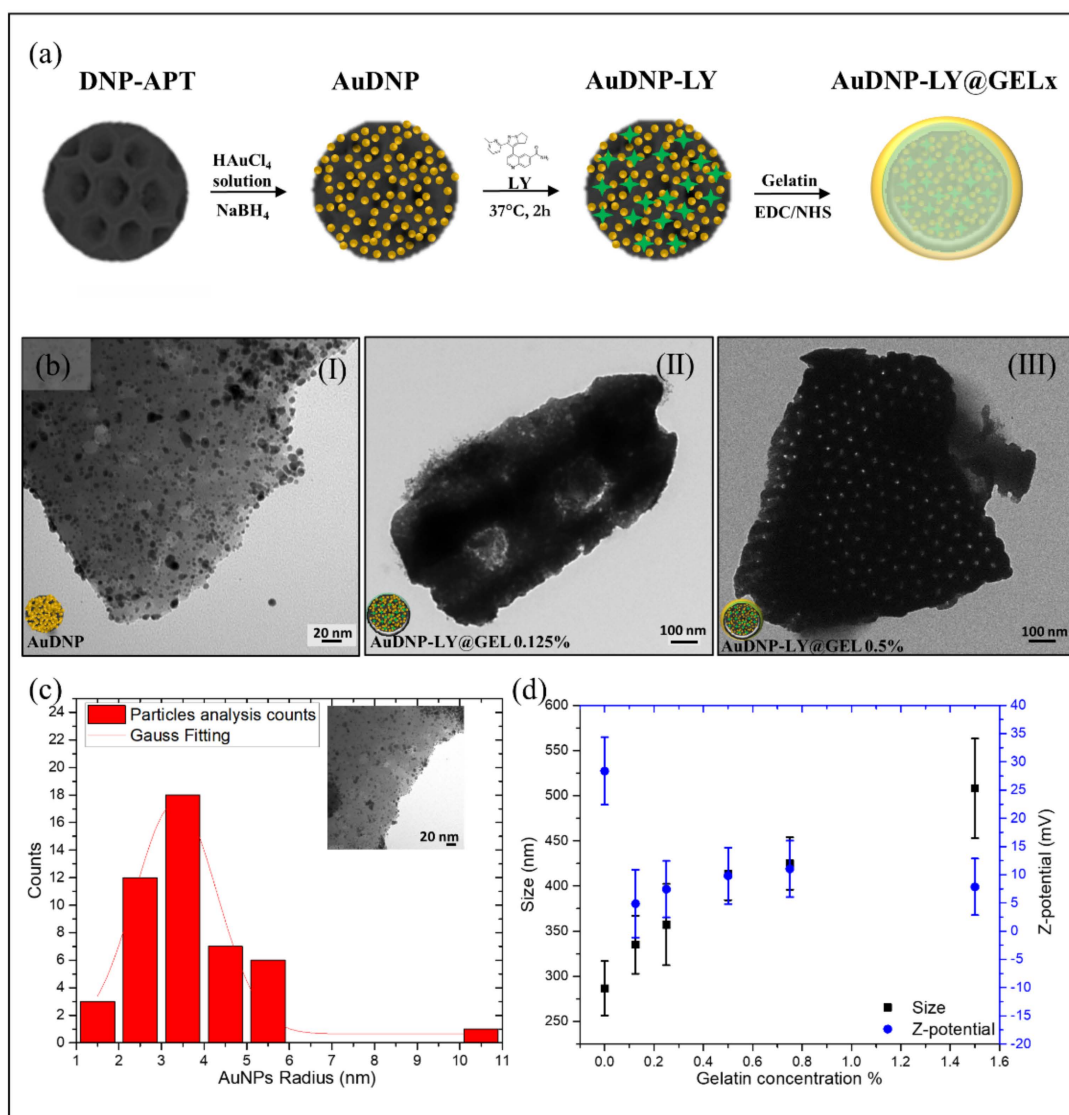 (a)
DNP-APT
AuDNP
AuDNP-LY
AuDNP-LY@GELx
HAuCl₄
solution
NaBH₄
LY
37°C, 2h
Gelatin
EDC/NHS
(b)
(I)
AuDNP
20 nm
(II)
AuDNP-LY@GEL 0.125%
100 nm
(III)
AuDNP-LY@GEL 0.5%
100 nm
(c)
Particles analysis counts
Gauss Fitting
20 nm
24
22
20
18
16
14
12
10
8
6
4
2
0
Counts
1 2 3 4 5 6 7 8 9 10 11
AuNPs Radius (nm)
(d)
600
550
500
450
400
350
300
250
Size (nm)
40
35
30
25
20
15
10
5
0
-5
-10
-15
-20
Z-potential (mV)
Size
Z-potential
0.0 0.2 0.4 0.6 0.8 1.0 1.2 1.4 1.6
Gelatin concentration %